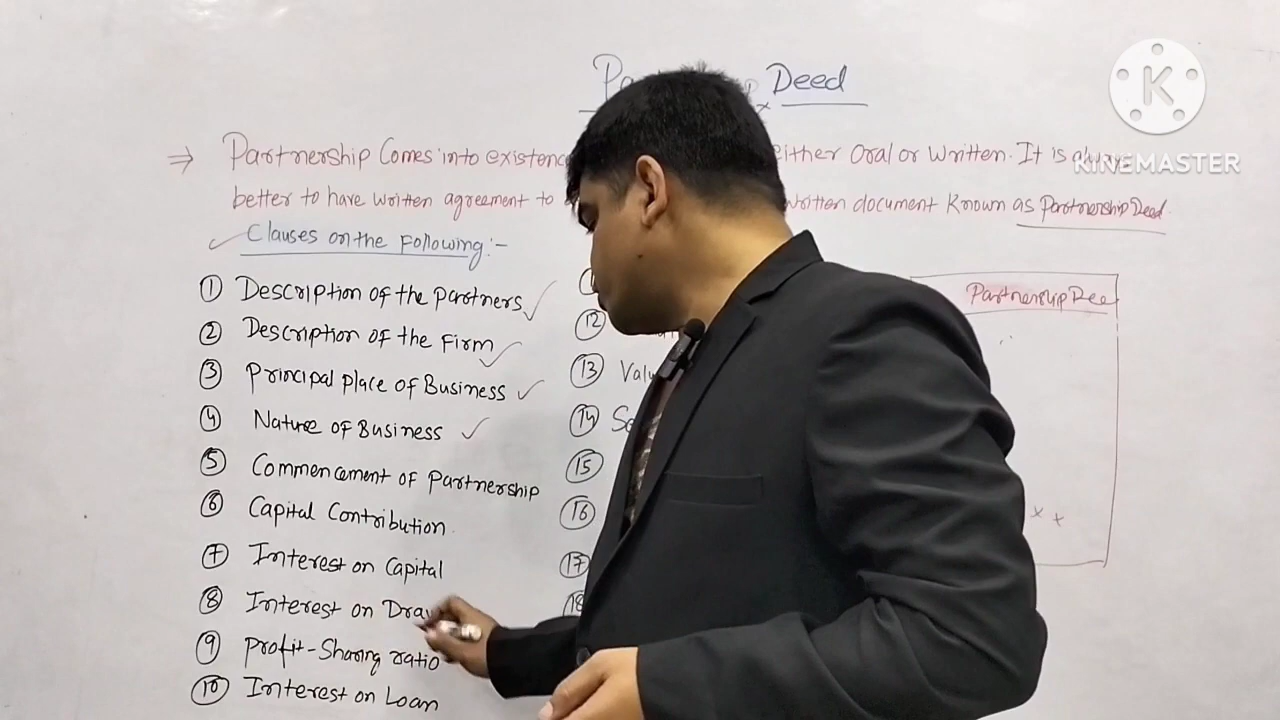 Deed
⇒ Partnership Comes into existenc either Oral or Written. It is always
better to have written agreement to written document Known as Partnership Deed.
Clauses on the Following:-
① Description of the Partners
② Description of the Firm
③ Principal Place of Business
④ Nature of Business
⑤ Commencement of Partnership
⑥ Capital Contribution
⑦ Interest on Capital
⑧ Interest on Draw
⑨ Profit-Sharing ratio
⑩ Interest on Loan
⑫
⑬ Valu
⑭ Se
⑮
⑯
⑰
⑱
Partnership Dee
K
KINEMASTER